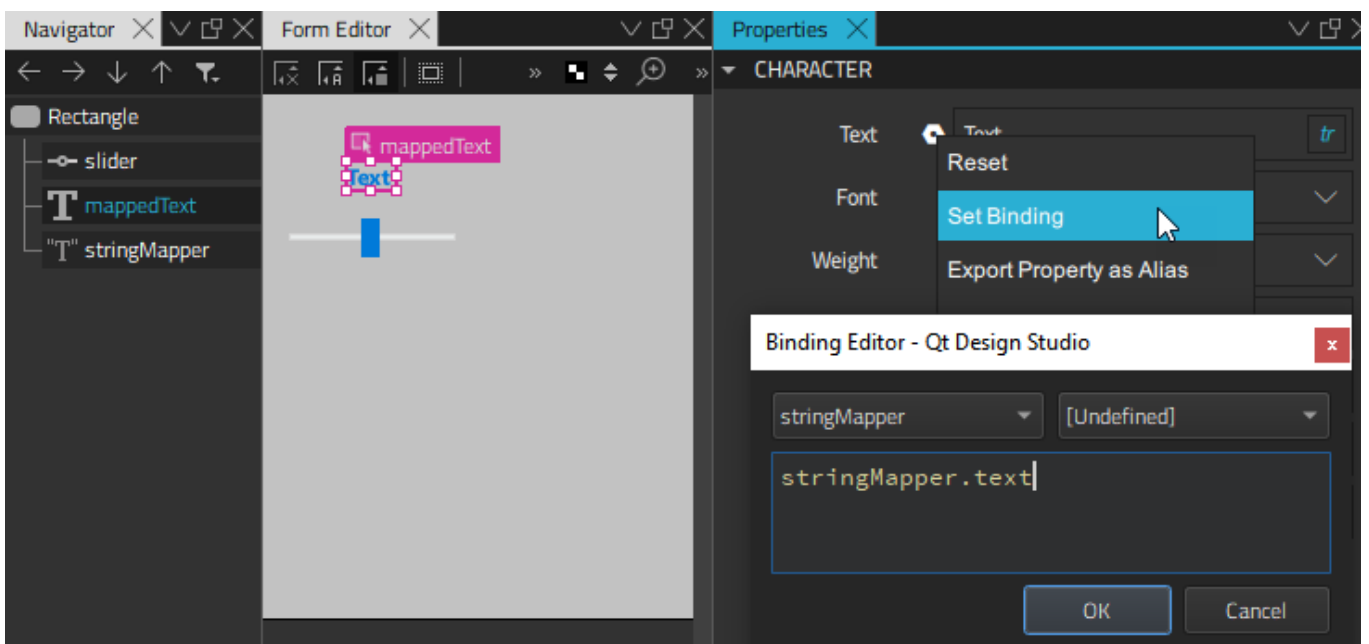 Navigator
Form Editor
Properties
CHARACTER
Rectangle
slider
mappedText
"T" stringMapper
mappedText
Text
Text
Text
tr
Reset
Font
Set Binding
Weight
Export Property as Alias
Binding Editor - Qt Design Studio
x
stringMapper
[Undefined]
stringMapper.text
OK
Cancel